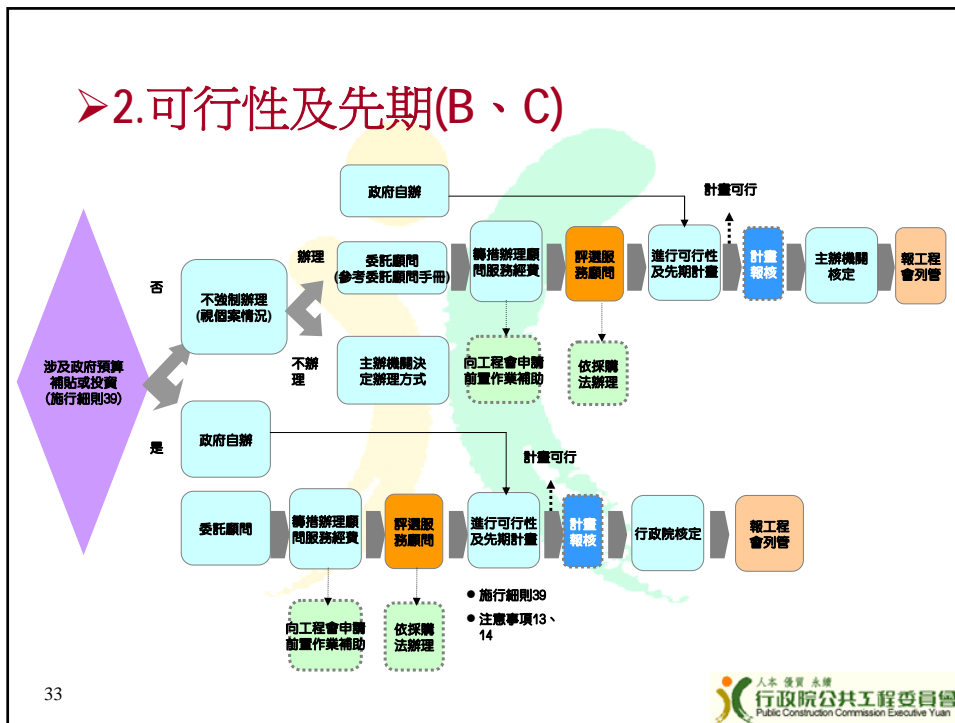 ➤2.可行性及先期(B、C)
政府自辦
計畫可行
辦理
委託顧問
(參考委託顧問手冊)
籌措辦理顧
問服務經費
評選服
務顧問
進行可行性
及先期計畫
計畫
報核
主辦機關
核定
報工程
會列管
否
不強制辦理
(視個案情況)
不辦
理
主辦機關決
定辦理方式
向工程會申請
前置作業補助
依採購
法辦理
涉及政府預算
補貼或投資
(施行細則39)
是
政府自辦
計畫可行
委託顧問
籌措辦理顧
問服務經費
評選服
務顧問
進行可行性
及先期計畫
計畫
報核
行政院核定
報工程
會列管
● 施行細則39
● 注意事項13、
14
向工程會申請
前置作業補助
依採購
法辦理
33
人本 優質 永續
行政院公共工程委員會
Public Construction Commission Executive Yuan